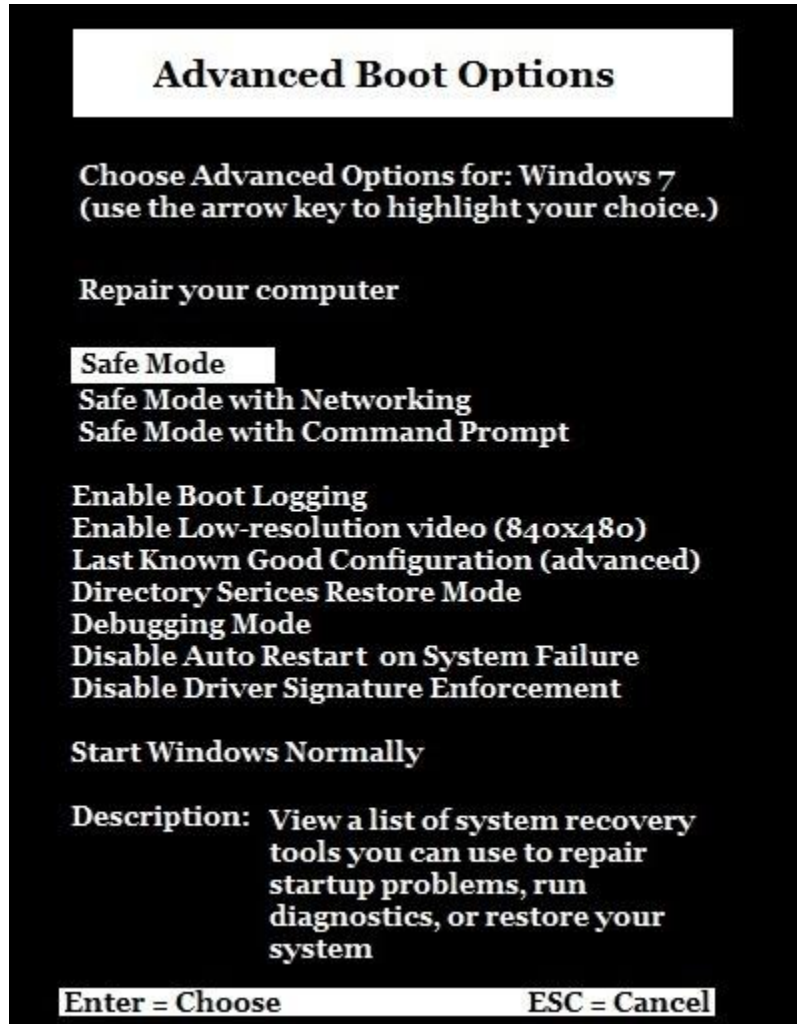 Advanced Boot Options
Choose Advanced Options for: Windows 7
(use the arrow key to highlight your choice.)
Repair your computer
Safe Mode
Safe Mode with Networking
Safe Mode with Command Prompt
Enable Boot Logging
Enable Low-resolution video (840x480)
Last Known Good Configuration (advanced)
Directory Serices Restore Mode
Debugging Mode
Disable Auto Restart on System Failure
Disable Driver Signature Enforcement
Start Windows Normally
Description: View a list of system recovery
tools you can use to repair
startup problems, run
diagnostics, or restore your
system
Enter = Choose ESC = Cancel